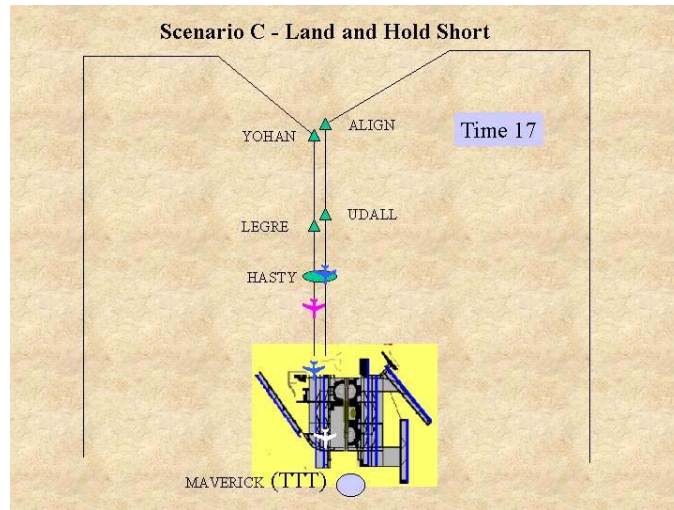 Scenario C - Land and Hold Short
ALIGN
Time 17
YOHAN
UDALL
LEGRE
HASTY
MAVERICK (TTT)